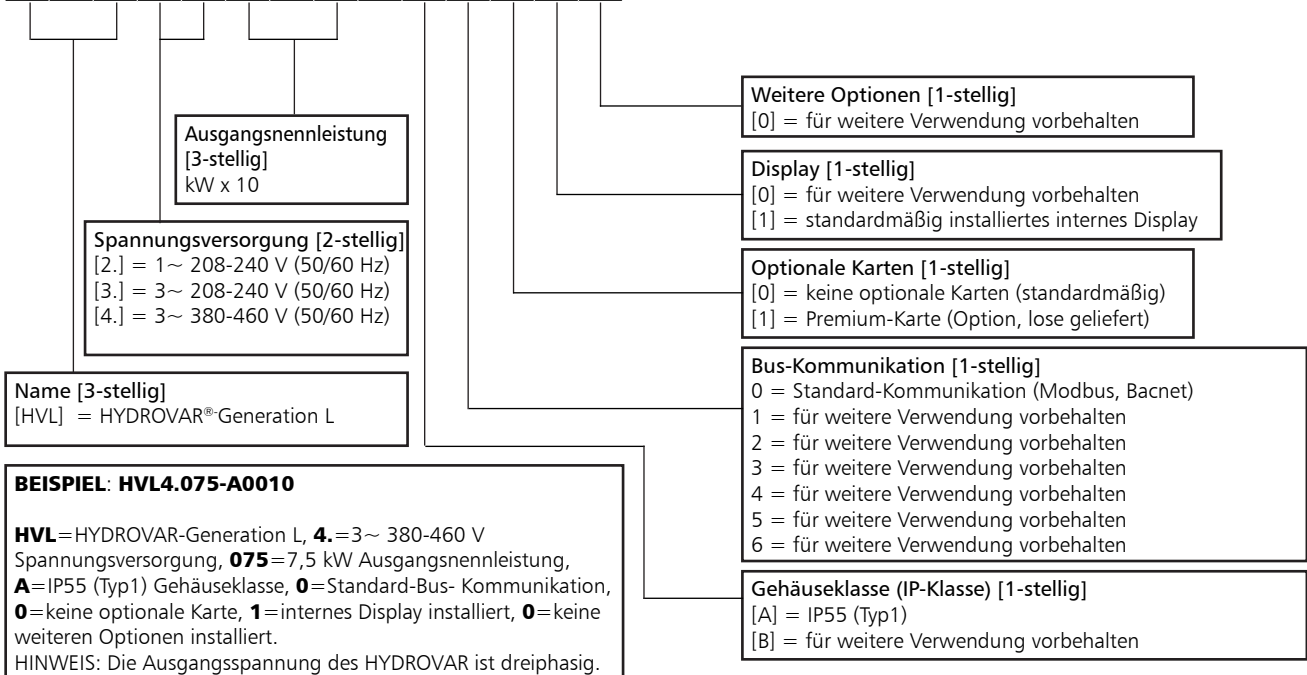 Ausgangsnennleistung
[3-stellig]
kW x 10
Spannungsversorgung [2-stellig]
[2.] = 1~ 208-240 V (50/60 Hz)
[3.] = 3~ 208-240 V (50/60 Hz)
[4.] = 3~ 380-460 V (50/60 Hz)
Name [3-stellig]
[HVL] = HYDROVAR®-Generation L
BEISPIEL: HVL4.075-A0010
HVL=HYDROVAR-Generation L, 4.=3~ 380-460 V
Spannungsversorgung, 075=7,5 kW Ausgangsnennleistung,
A=IP55 (Typ1) Gehäuseklasse, 0=Standard-Bus- Kommunikation,
0=keine optionale Karte, 1=internes Display installiert, 0=keine
weiteren Optionen installiert.
HINWEIS: Die Ausgangsspannung des HYDROVAR ist dreiphasig.
Weitere Optionen [1-stellig]
[0] = für weitere Verwendung vorbehalten
Display [1-stellig]
[0] = für weitere Verwendung vorbehalten
[1] = standardmäßig installiertes internes Display
Optionale Karten [1-stellig]
[0] = keine optionale Karten (standardmäßig)
[1] = Premium-Karte (Option, lose geliefert)
Bus-Kommunikation [1-stellig]
0 = Standard-Kommunikation (Modbus, Bacnet)
1 = für weitere Verwendung vorbehalten
2 = für weitere Verwendung vorbehalten
3 = für weitere Verwendung vorbehalten
4 = für weitere Verwendung vorbehalten
5 = für weitere Verwendung vorbehalten
6 = für weitere Verwendung vorbehalten
Gehäuseklasse (IP-Klasse) [1-stellig]
[A] = IP55 (Typ1)
[B] = für weitere Verwendung vorbehalten